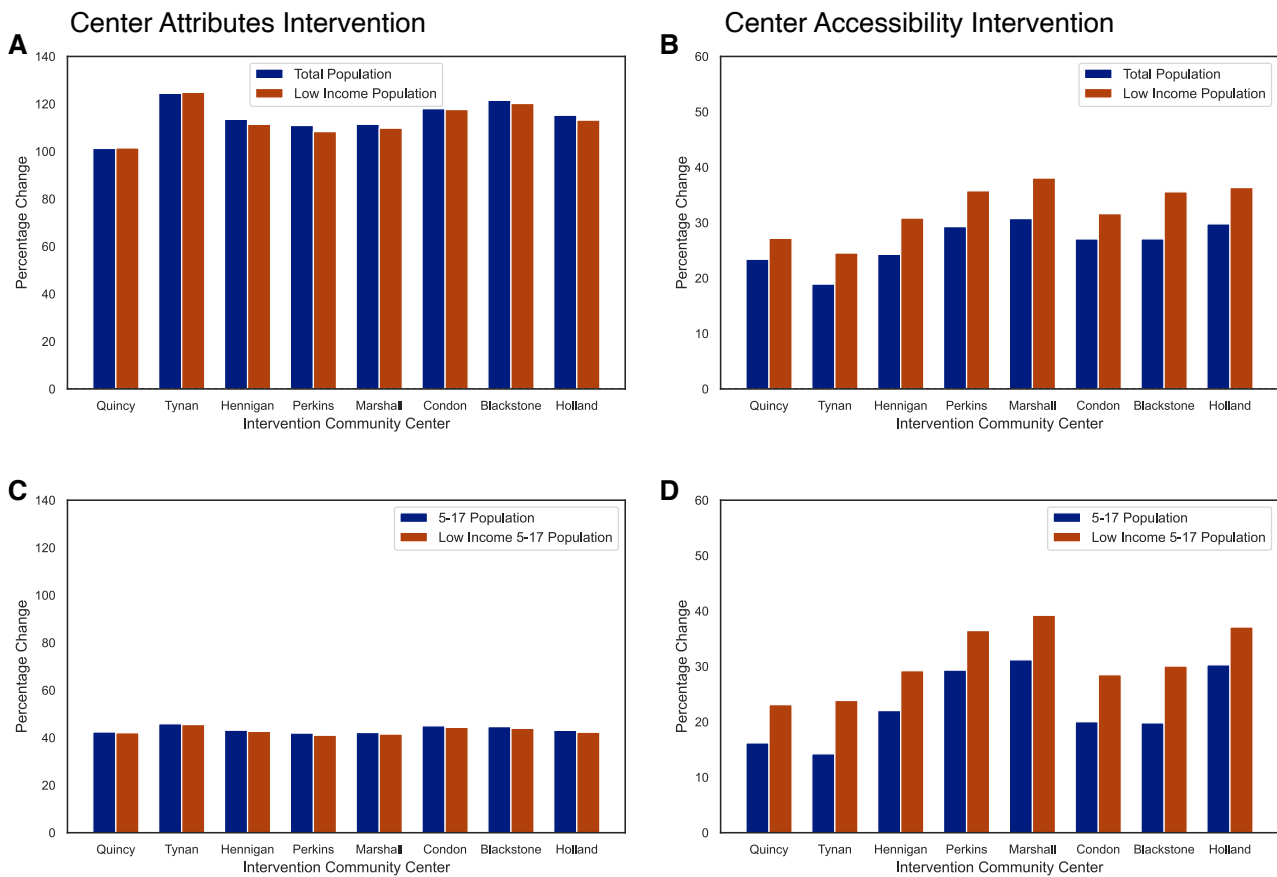 Center Attributes Intervention
Center Accessibility Intervention
A
140
120
100
80
60
40
20
0
Percentage Change
Total Population
Low Income Population
Quincy Tynan Hennigan Perkins Marshall Condon Blackstone Holland
Intervention Community Center
B
60
50
40
30
20
10
0
Percentage Change
Total Population
Low Income Population
Quincy Tynan Hennigan Perkins Marshall Condon Blackstone Holland
Intervention Community Center
C
140
120
100
80
60
40
20
0
Percentage Change
5-17 Population
Low Income 5-17 Population
Quincy Tynan Hennigan Perkins Marshall Condon Blackstone Holland
Intervention Community Center
D
60
50
40
30
20
10
0
Percentage Change
5-17 Population
Low Income 5-17 Population
Quincy Tynan Hennigan Perkins Marshall Condon Blackstone Holland
Intervention Community Center